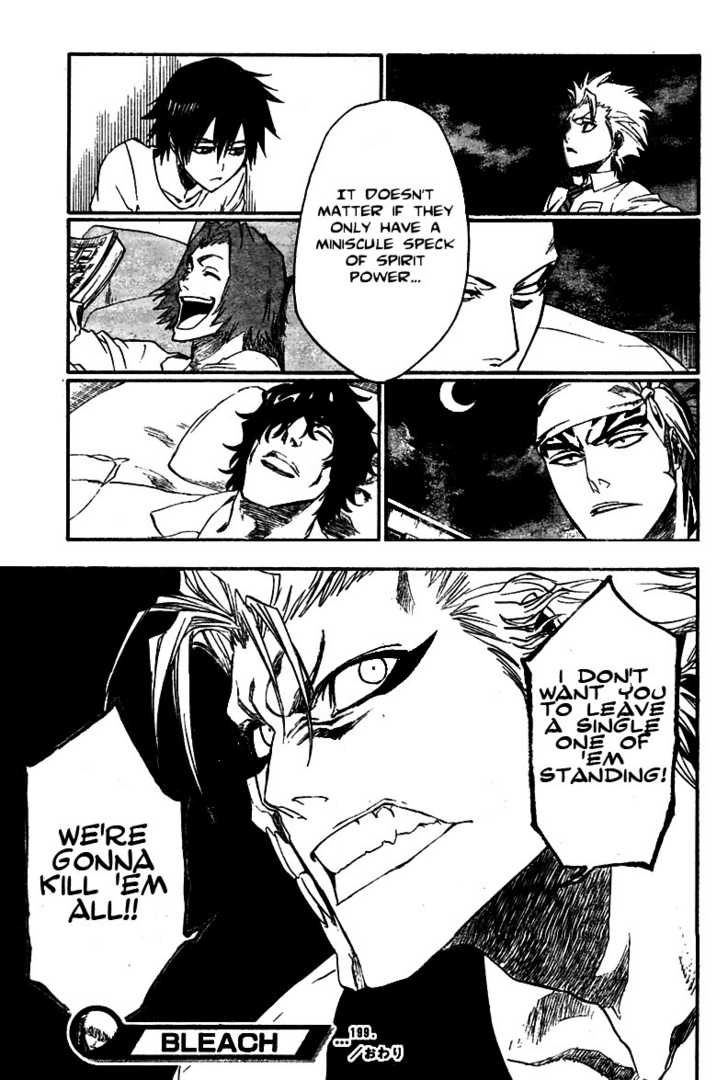 IT DOESN'T
MATTER IF THEY
ONLY HAVE A
MINISCULE SPECK
OF SPIRIT
POWER...
I DON'T
WANT YOU
TO LEAVE
A SINGLE
ONE OF
'EM
STANDING!
WE'RE
GONNA
KILL 'EM
ALL!!
BLEACH
...199.
/おわり